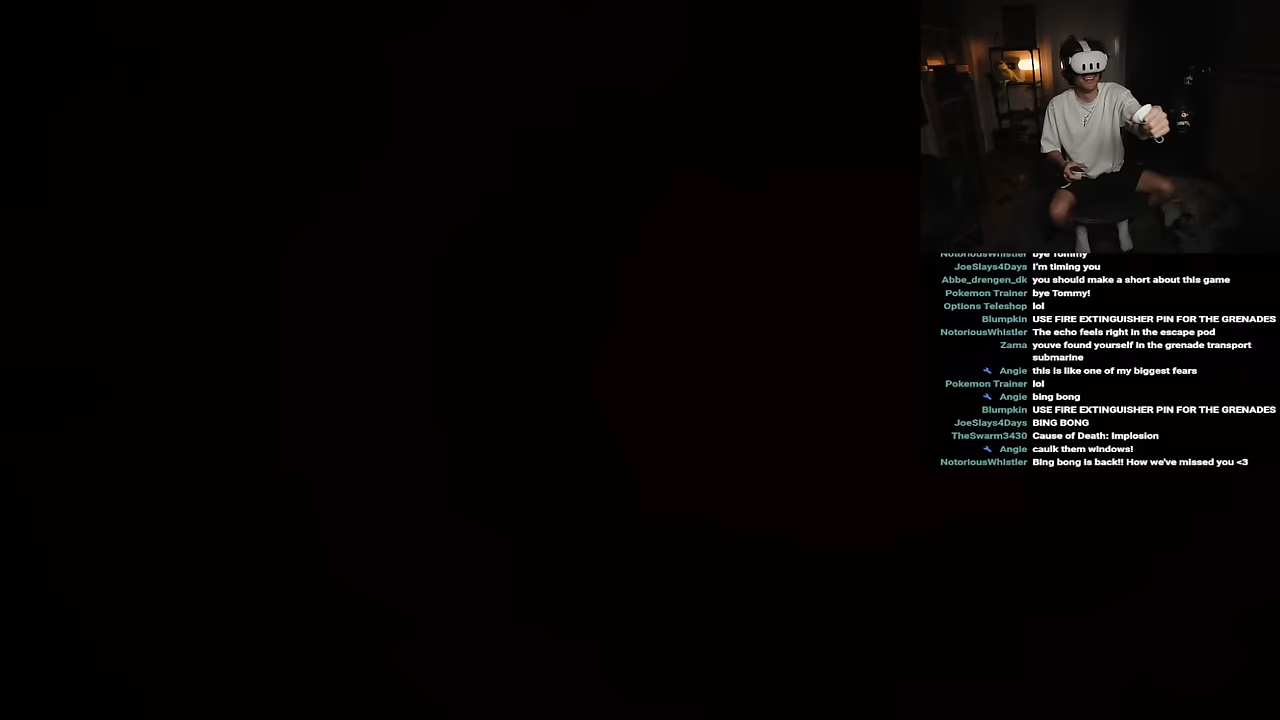 NotoriousWhistler bye Tommy
JoeSlays4Days I'm timing you
Abbe_drengen_dk you should make a short about this game
Pokemon Trainer bye Tommy!
Options Teleshop lol
Blumpkin USE FIRE EXTINGUISHER PIN FOR THE GRENADES
NotoriousWhistler The echo feels right in the escape pod
Zama youve found yourself in the grenade transport
submarine
Angie this is like one of my biggest fears
Pokemon Trainer lol
Angie bing bong
Blumpkin USE FIRE EXTINGUISHER PIN FOR THE GRENADES
JoeSlays4Days BING BONG
TheSwarm3430 Cause of Death: Implosion
Angie caulk them windows!
NotoriousWhistler Bing bong is back!! How we've missed you <3